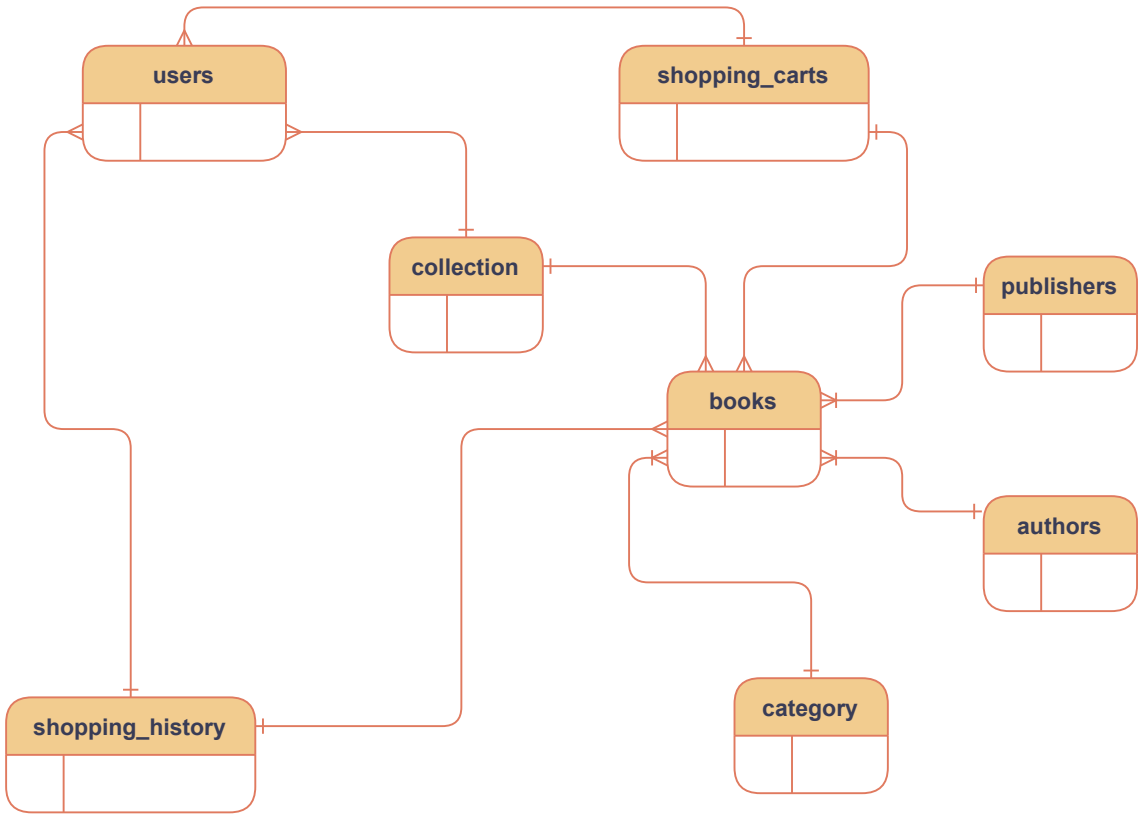 users
shopping_carts
collection
publishers
books
authors
category
shopping_history